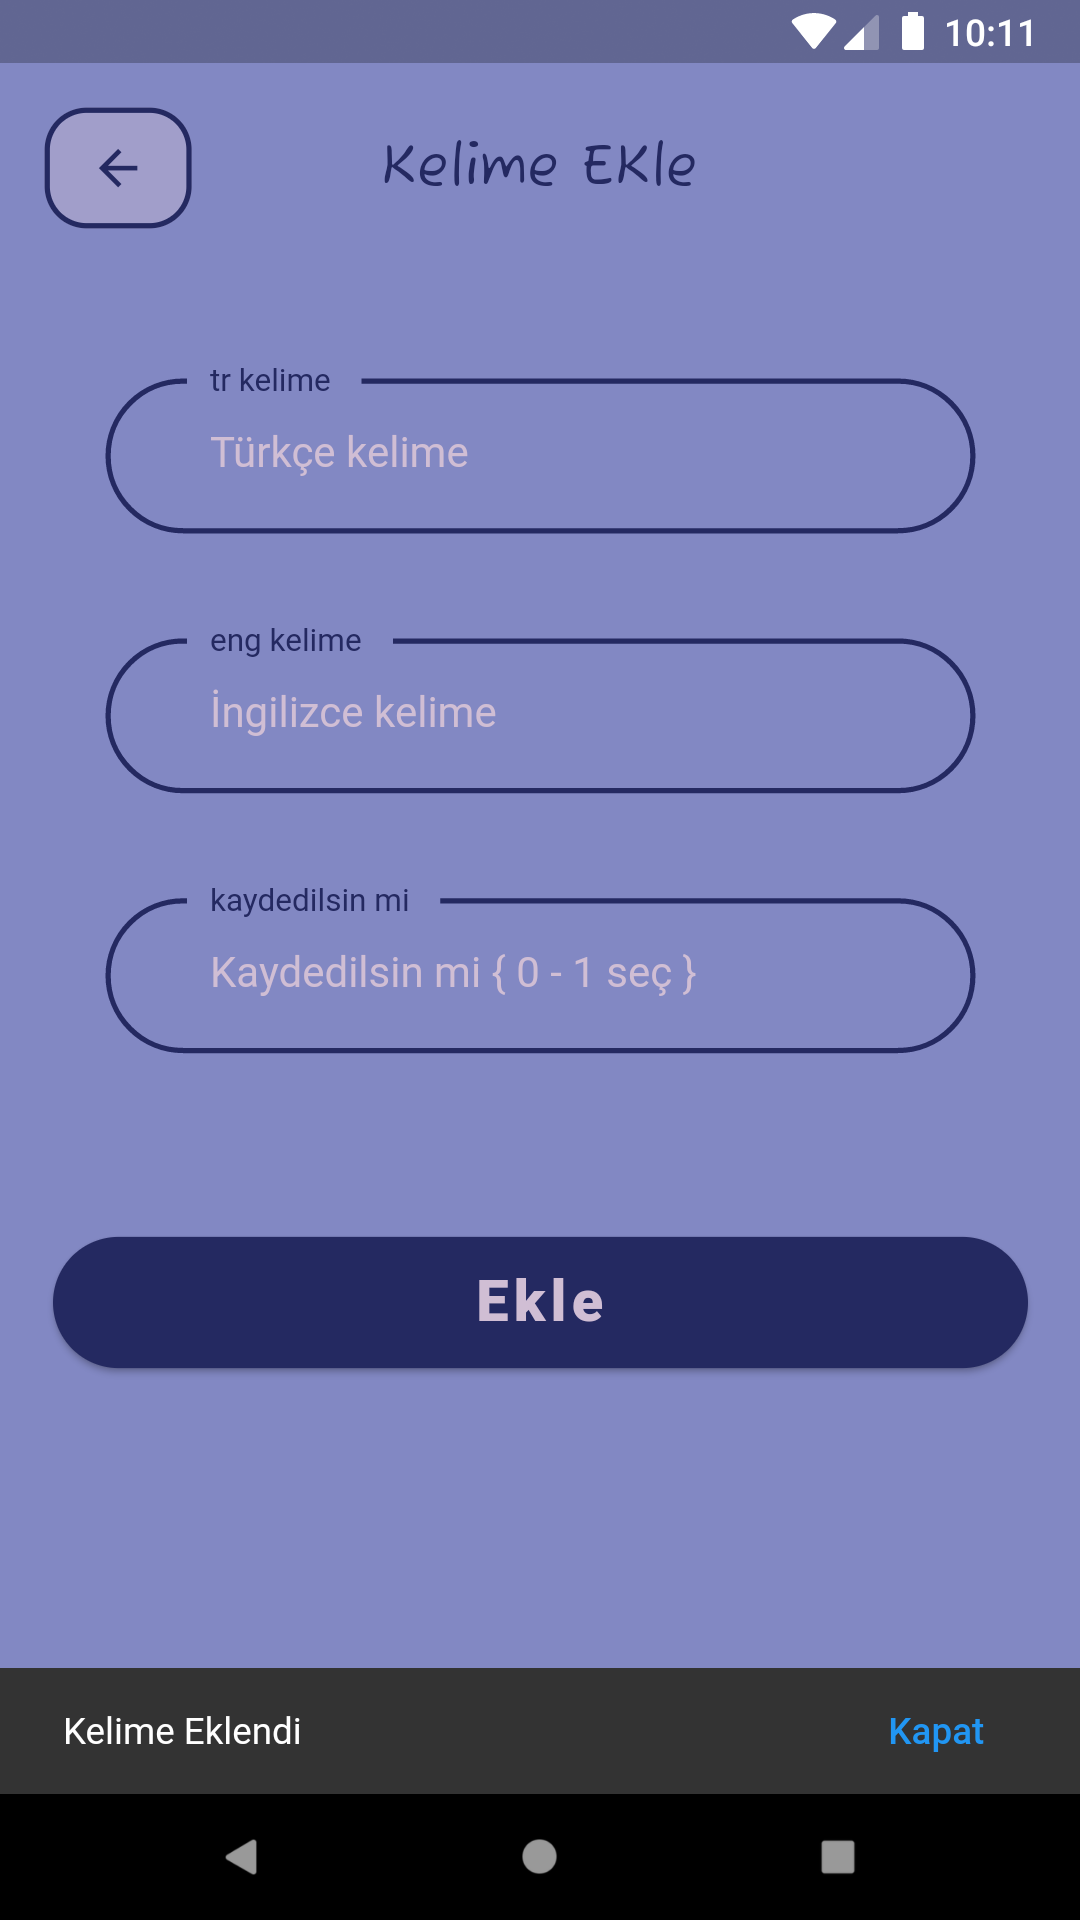 10:11
Kelime EKle
tr kelime
Türkçe kelime
eng kelime
İngilizce kelime
kaydedilsin mi
Kaydedilsin mi { 0 - 1 seç }
Ekle
Kelime Eklendi
Kapat